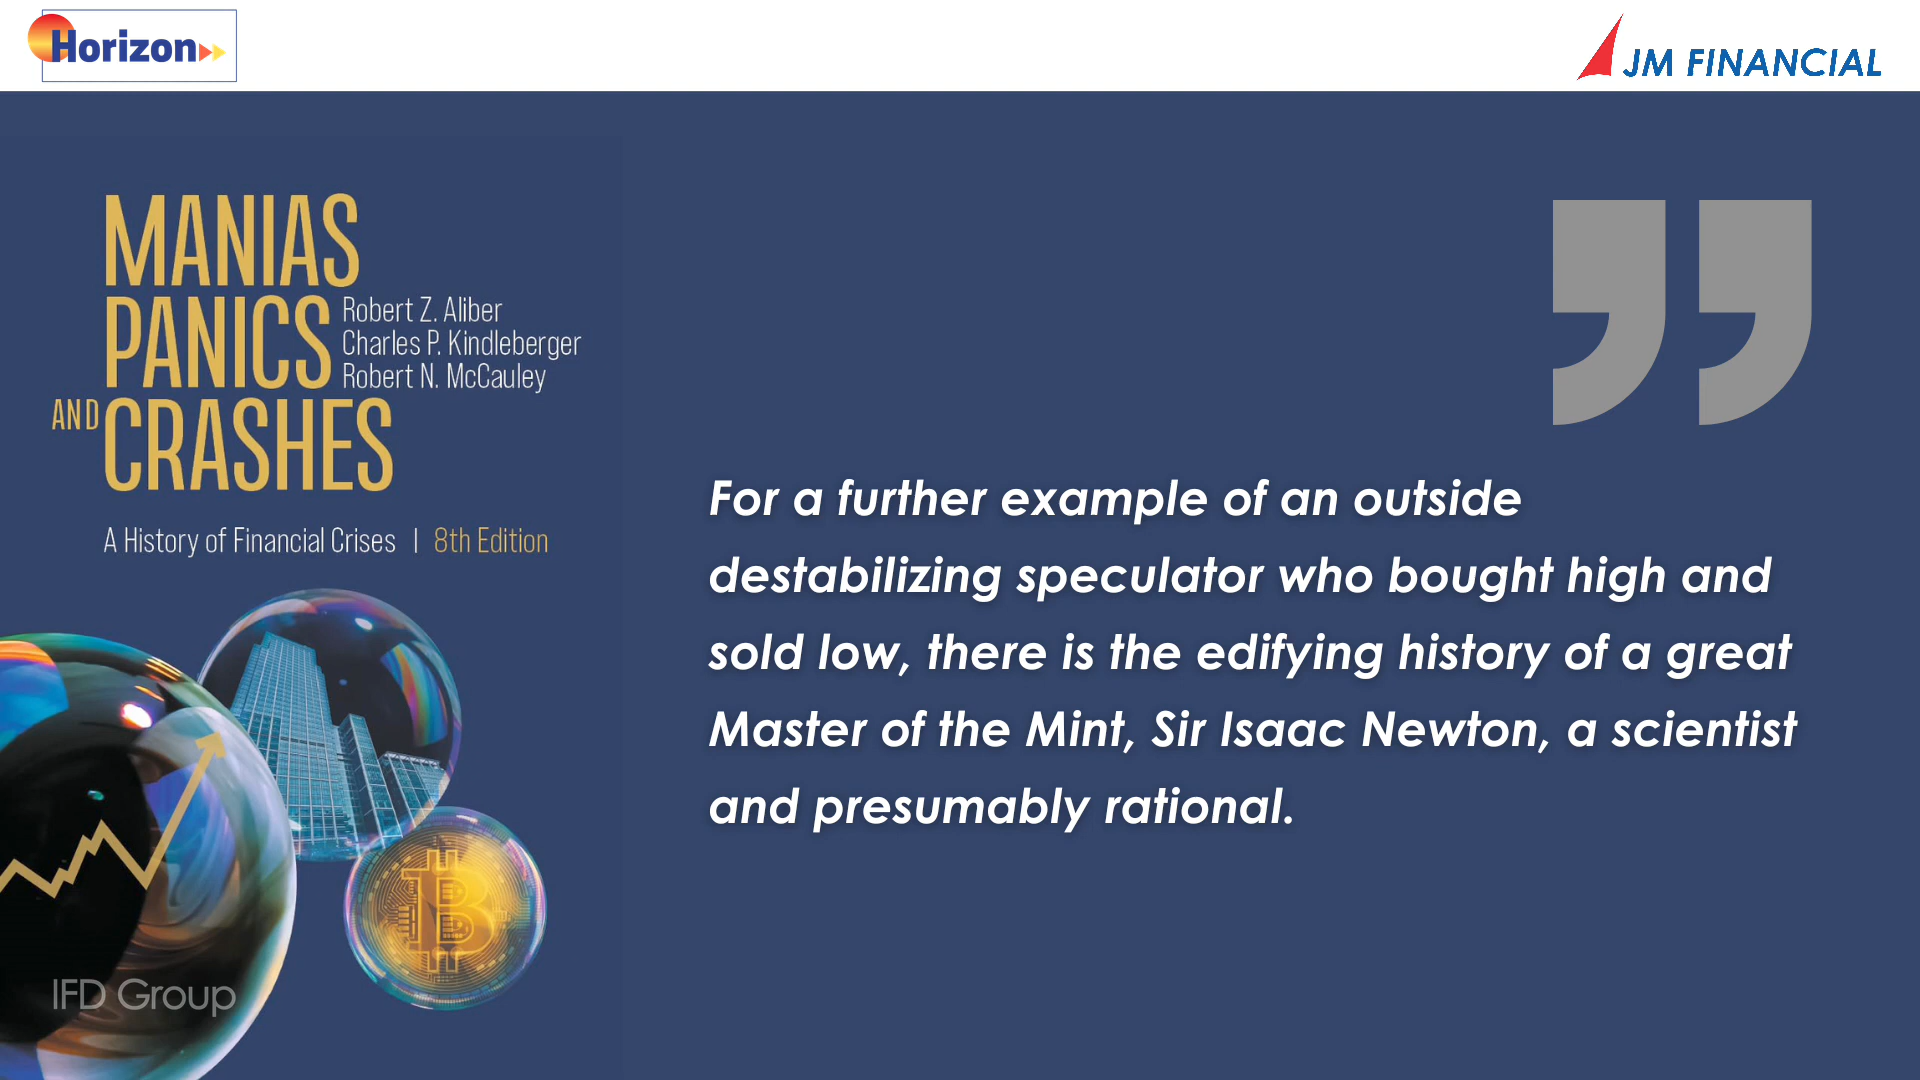 Horizon
JM FINANCIAL
MANIAS
PANICS
Robert Z. Aliber
Charles P. Kindleberger
Robert N. McCauley
AND CRASHES
A History of Financial Crises | 8th Edition
IFD Group
For a further example of an outside
destabilizing speculator who bought high and
sold low, there is the edifying history of a great
Master of the Mint, Sir Isaac Newton, a scientist
and presumably rational.